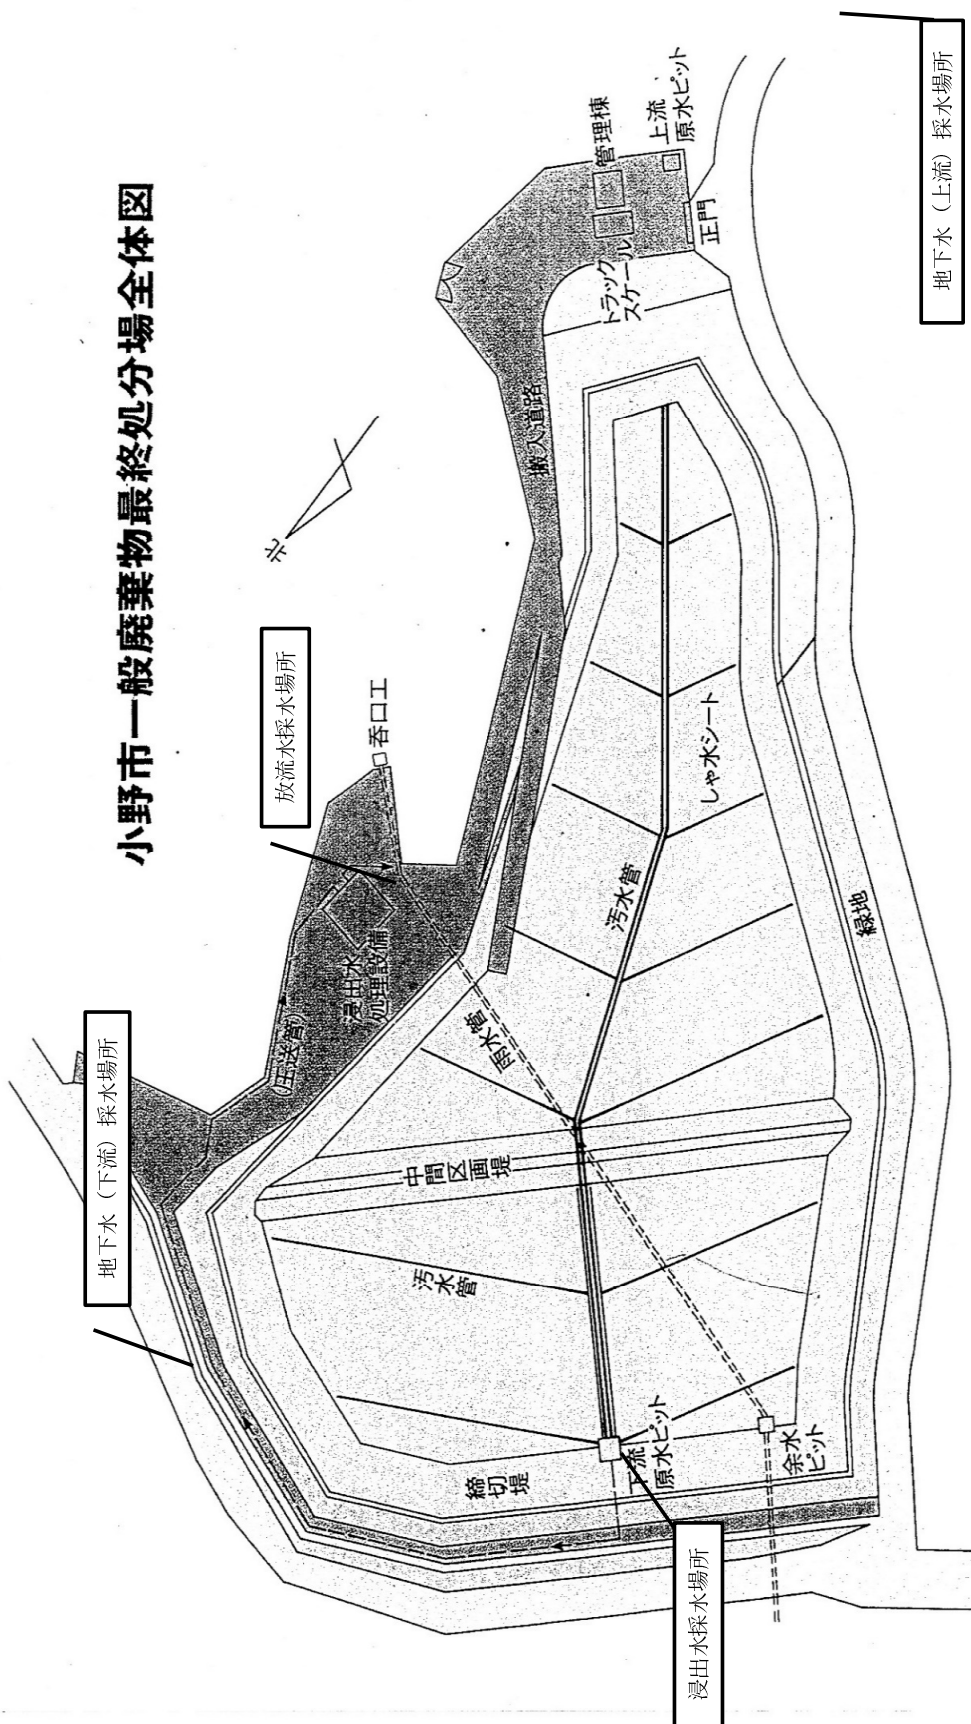 小野市一般廃棄物最終処分場全体図
地下水（下流）採水場所
放流水採水場所
地下水（上流）採水場所
浸出水採水場所
北
管理棟
上流
原水ピット
正門
トラック
スケール
搬入道路
呑口工
浸出水
処理設備
(圧送管)
雨水管
汚水管
しゃ水シート
緑地
中間区画堤
汚水管
締切堤
下流
原水ピット
余水
ピット